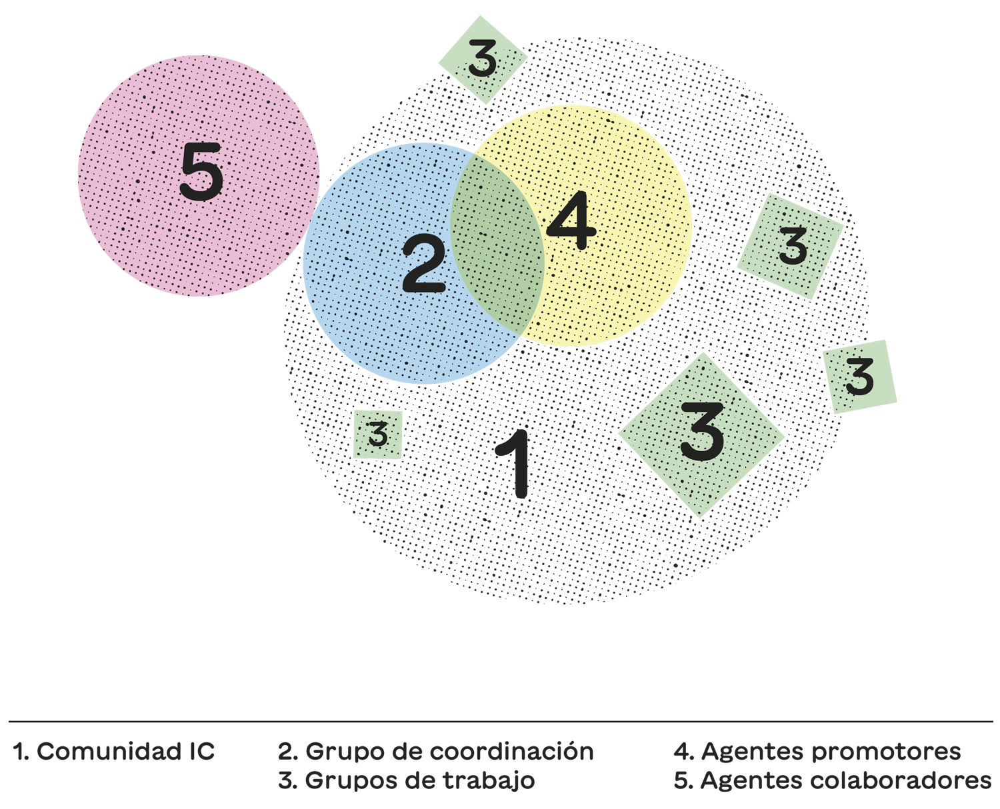 3
5
4
3
2
3
3
3
1
1. Comunidad IC
2. Grupo de coordinación
3. Grupos de trabajo
4. Agentes promotores
5. Agentes colaboradores